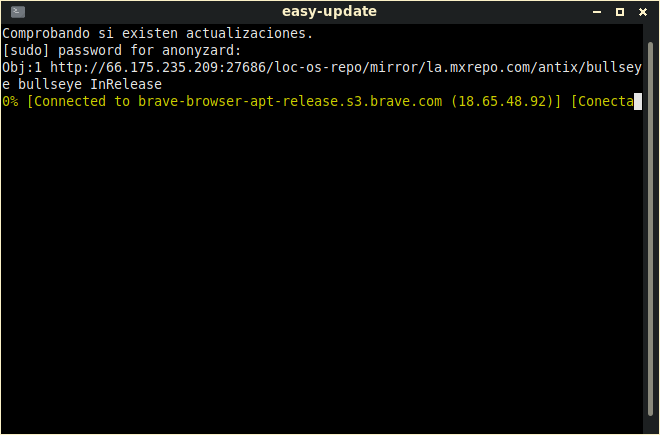 easy-update
Comprobando si existen actualizaciones.
[sudo] password for anonyzard:
Obj:1 http://66.175.235.209:27686/loc-os-repo/mirror/la.mxrepo.com/antix/bullsey
e bullseye InRelease
0% [Connected to brave-browser-apt-release.s3.brave.com (18.65.48.92)] [Conecta